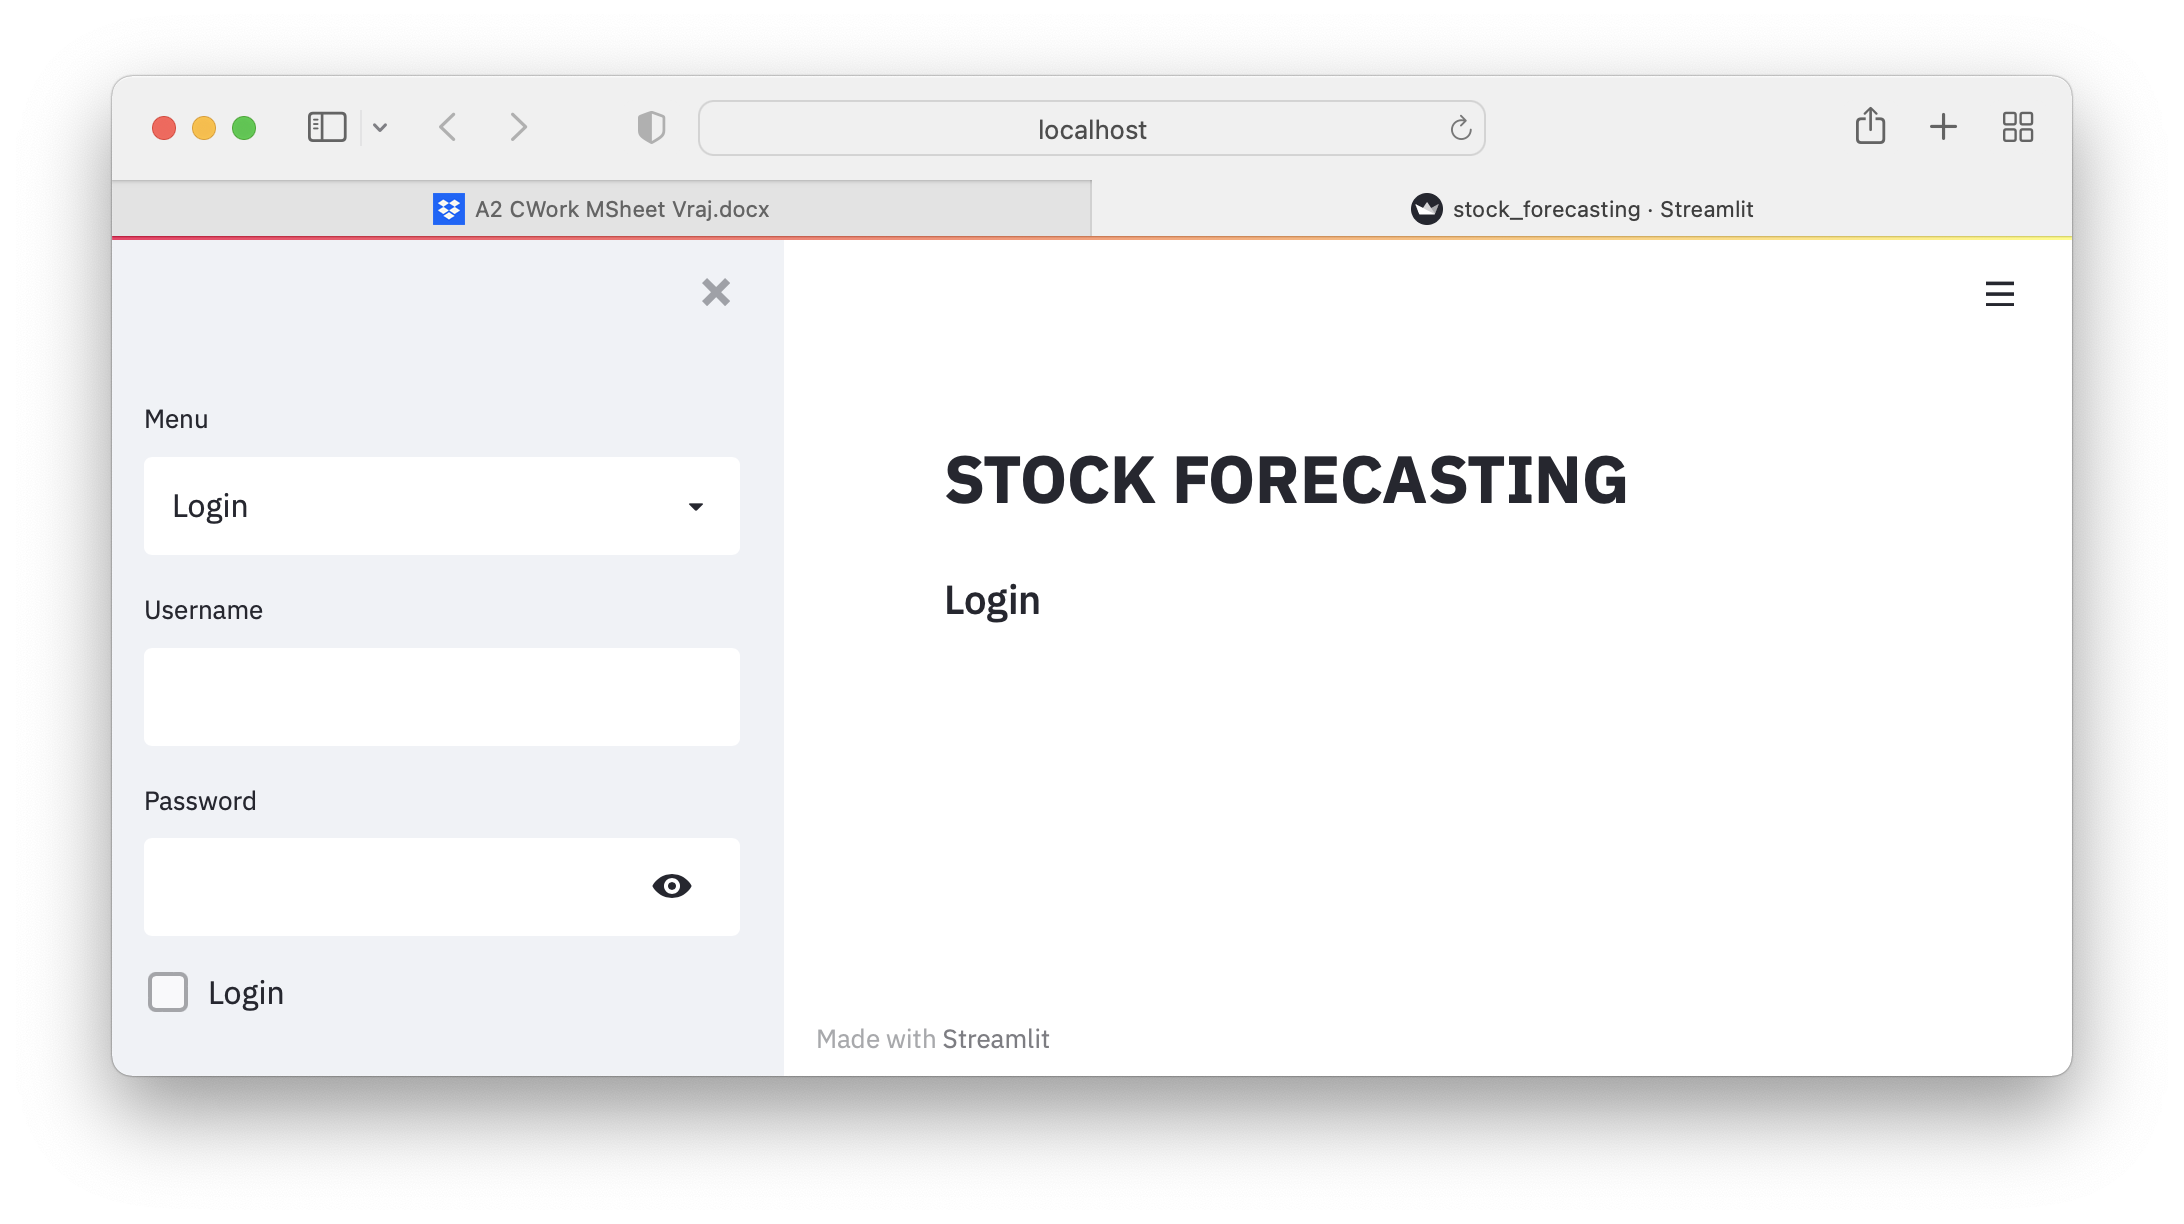 localhost
A2 CWork MSheet Vraj.docx
stock_forecasting · Streamlit
Menu
Login
Username
Password
Login
STOCK FORECASTING
Login
Made with Streamlit